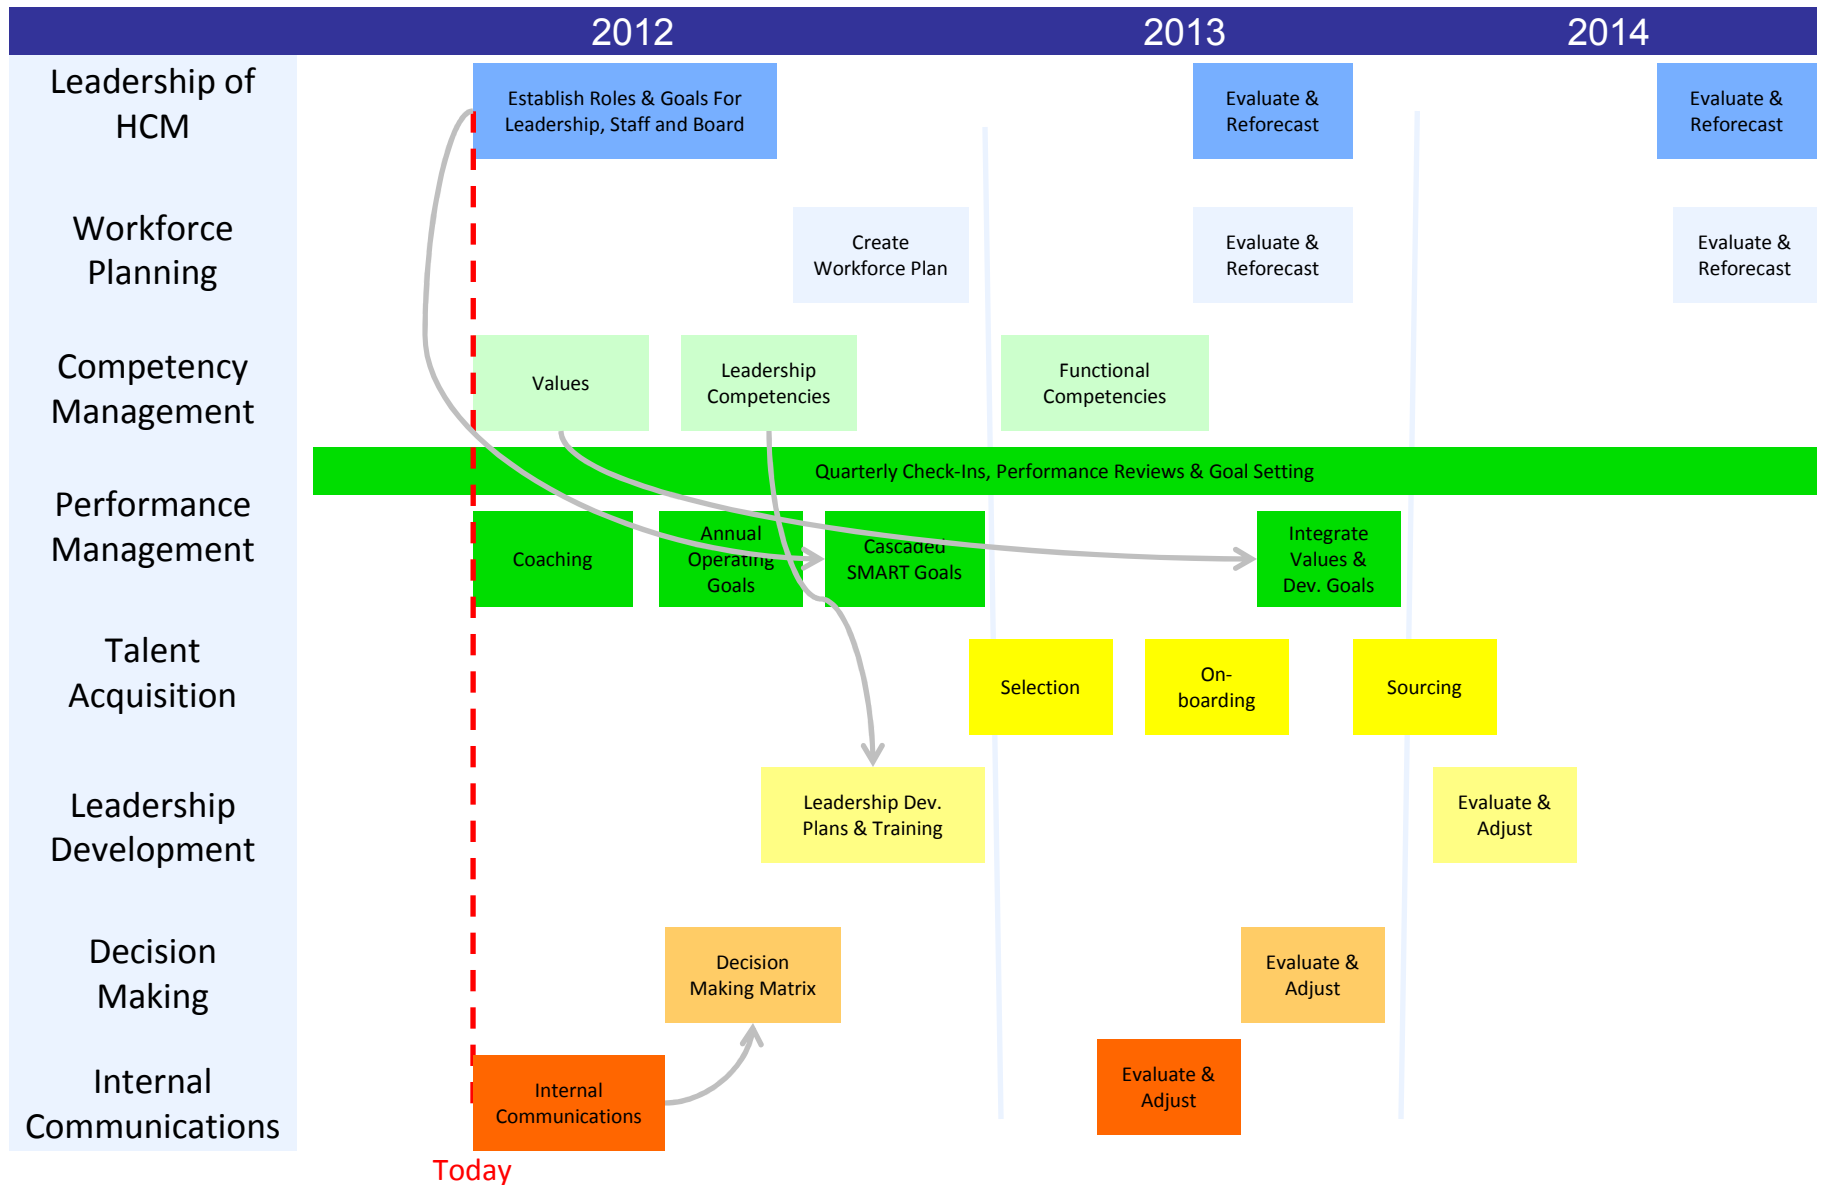 2012
2013
2014
Leadership of
HCM
Establish Roles & Goals For
Leadership, Staff and Board
Evaluate &
Reforecast
Evaluate &
Reforecast
Workforce
Planning
Create
Workforce Plan
Evaluate &
Reforecast
Evaluate &
Reforecast
Competency
Management
Values
Leadership
Competencies
Functional
Competencies
Quarterly Check-Ins, Performance Reviews & Goal Setting
Performance
Management
Coaching
Annual
Operating
Goals
Cascaded
SMART Goals
Integrate
Values &
Dev. Goals
Talent
Acquisition
Selection
On-
boarding
Sourcing
Leadership
Development
Leadership Dev.
Plans & Training
Evaluate &
Adjust
Decision
Making
Decision
Making Matrix
Evaluate &
Adjust
Internal
Communications
Internal
Communications
Evaluate &
Adjust
Today